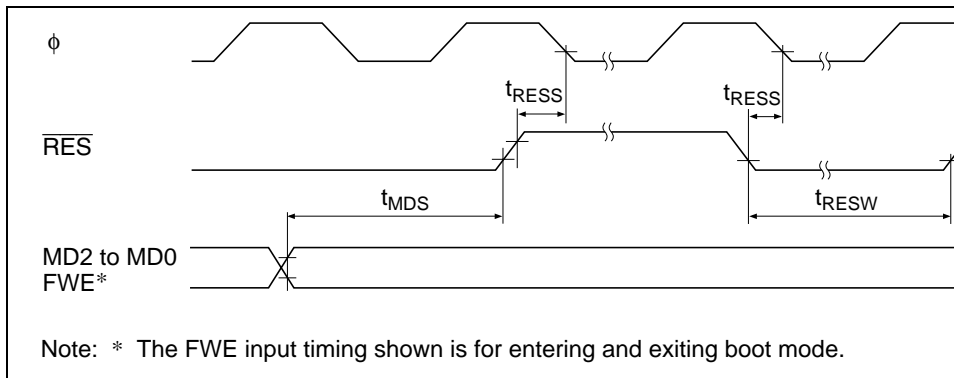 ϕ
tRESS tRESS
RES
tMDS tRESW
MD2 to MD0
FWE*
Note: * The FWE input timing shown is for entering and exiting boot mode.